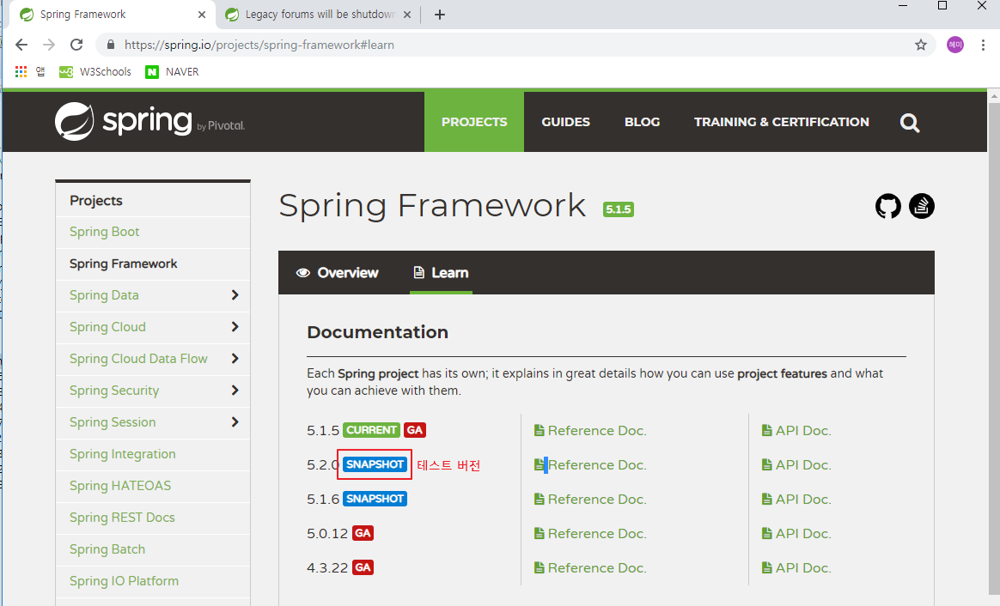 Spring Framework
Legacy forums will be shutdown
https://spring.io/projects/spring-framework#learn
혜미
앱 W3Schools NAVER
spring by Pivotal.
PROJECTS GUIDES BLOG TRAINING & CERTIFICATION
Projects
Spring Boot
Spring Framework
Spring Data
Spring Cloud
Spring Cloud Data Flow
Spring Security
Spring Session
Spring Integration
Spring HATEOAS
Spring REST Docs
Spring Batch
Spring IO Platform
Spring Framework 5.1.5
Overview Learn
Documentation
Each Spring project has its own; it explains in great details how you can use project features and what
you can achieve with them.
5.1.5 CURRENT GA Reference Doc. API Doc.
5.2.0 SNAPSHOT 테스트 버전 Reference Doc. API Doc.
5.1.6 SNAPSHOT Reference Doc. API Doc.
5.0.12 GA Reference Doc. API Doc.
4.3.22 GA Reference Doc. API Doc.